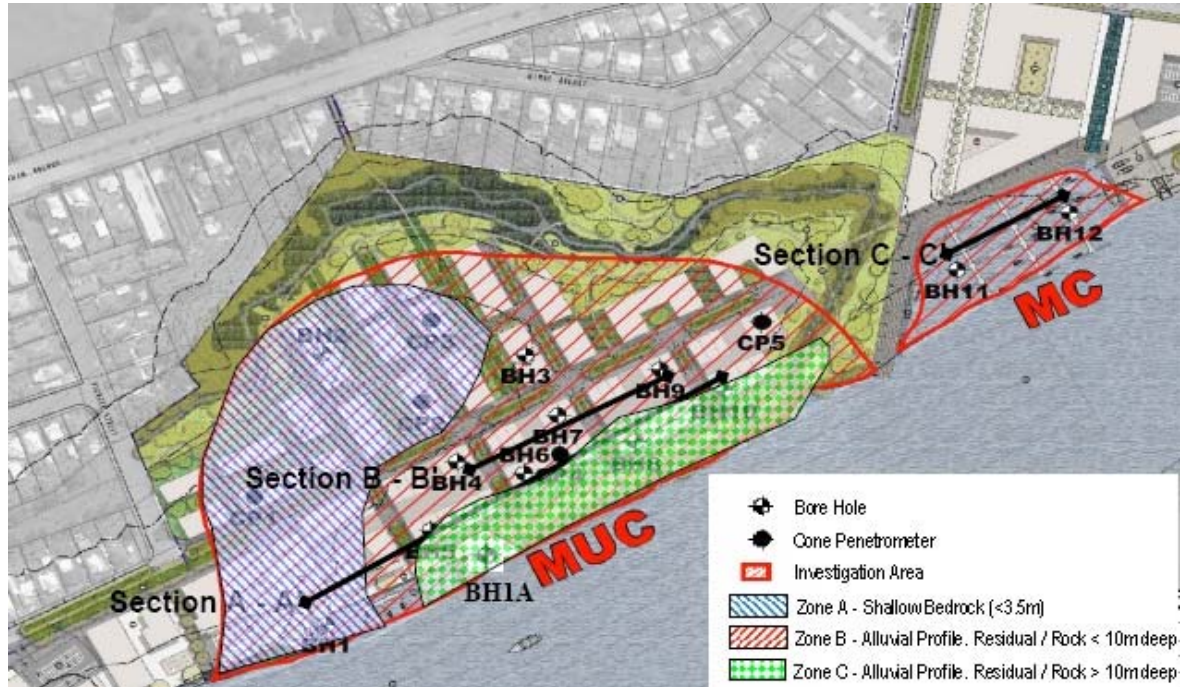 Section C - C'
BH12
BH11
MC
CP5
BH3
BH9
BH7
BH6
Section B - B'
BH4
MUC
BH1A
Section A - A'
BH1
Bore Hole
Cone Penetrometer
Investigation Area
Zone A - Shallow Bedrock (<3.5m)
Zone B - Alluvial Profile. Residual / Rock < 10m deep
Zone C - Alluvial Profile. Residual / Rock > 10m deep